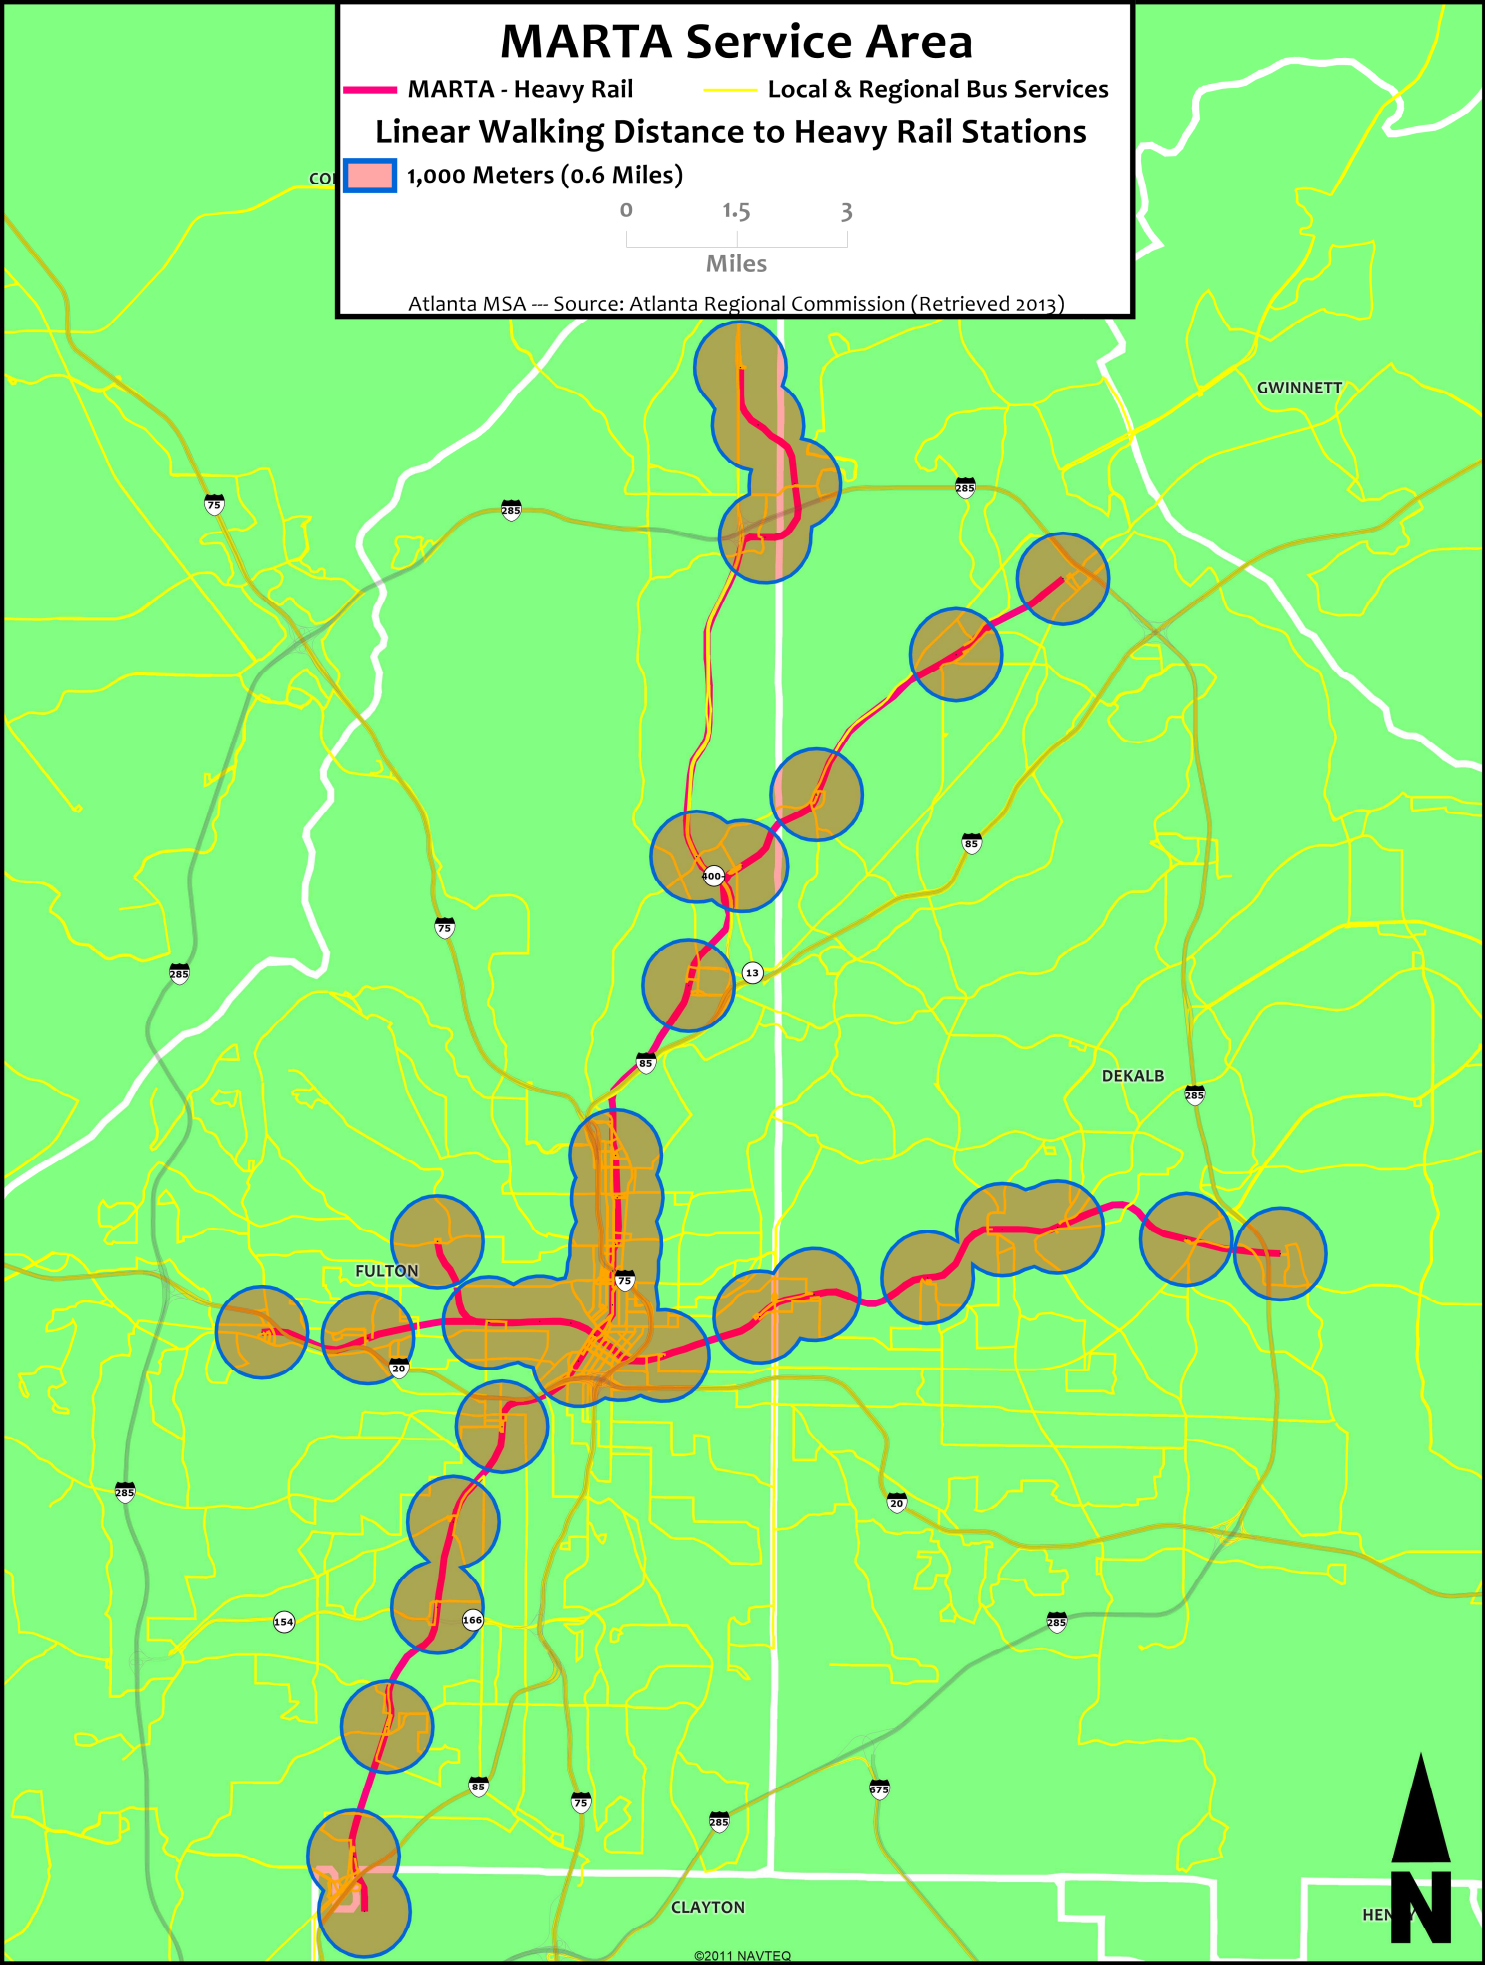 MARTA Service Area
MARTA - Heavy Rail
Local & Regional Bus Services
Linear Walking Distance to Heavy Rail Stations
1,000 Meters (0.6 Miles)
0 1.5 3
Miles
Atlanta MSA --- Source: Atlanta Regional Commission (Retrieved 2013)
GWINNETT
75
285
285
400
85
75
285
13
85
DEKALB
285
FULTON
75
20
285
20
154
166
285
85
75
285
675
CLAYTON
N
©2011 NAVTEQ